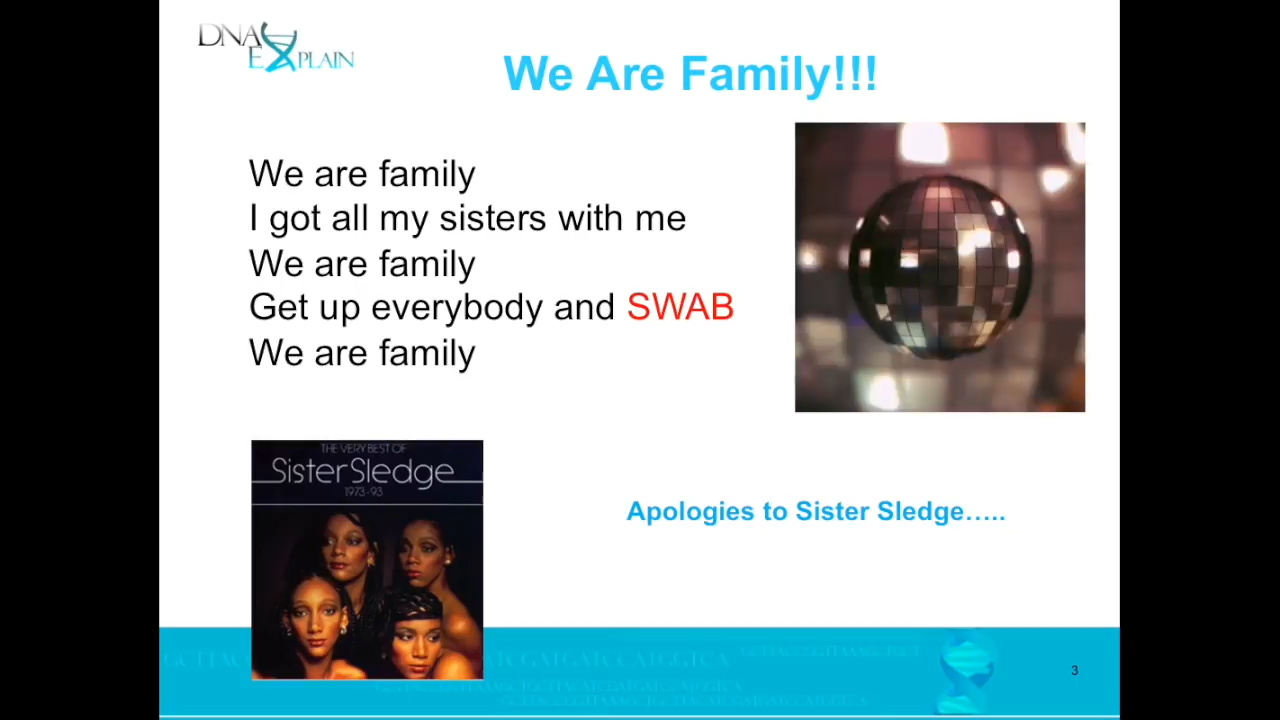 DNA
EXPLAIN
We Are Family!!!
We are family
I got all my sisters with me
We are family
Get up everybody and SWAB
We are family
THE VERY BEST OF
Sister Sledge
1973-93
Apologies to Sister Sledge…..
3